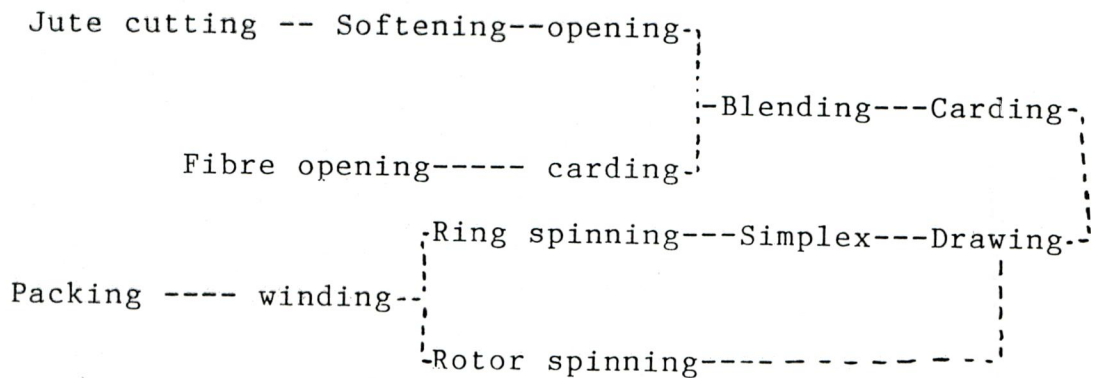 Jute cutting -- Softening--opening
-Blending---Carding-
Fibre opening----- carding
Ring spinning---Simplex---Drawing
Packing ---- winding--
Rotor spinning---- - - - - - --